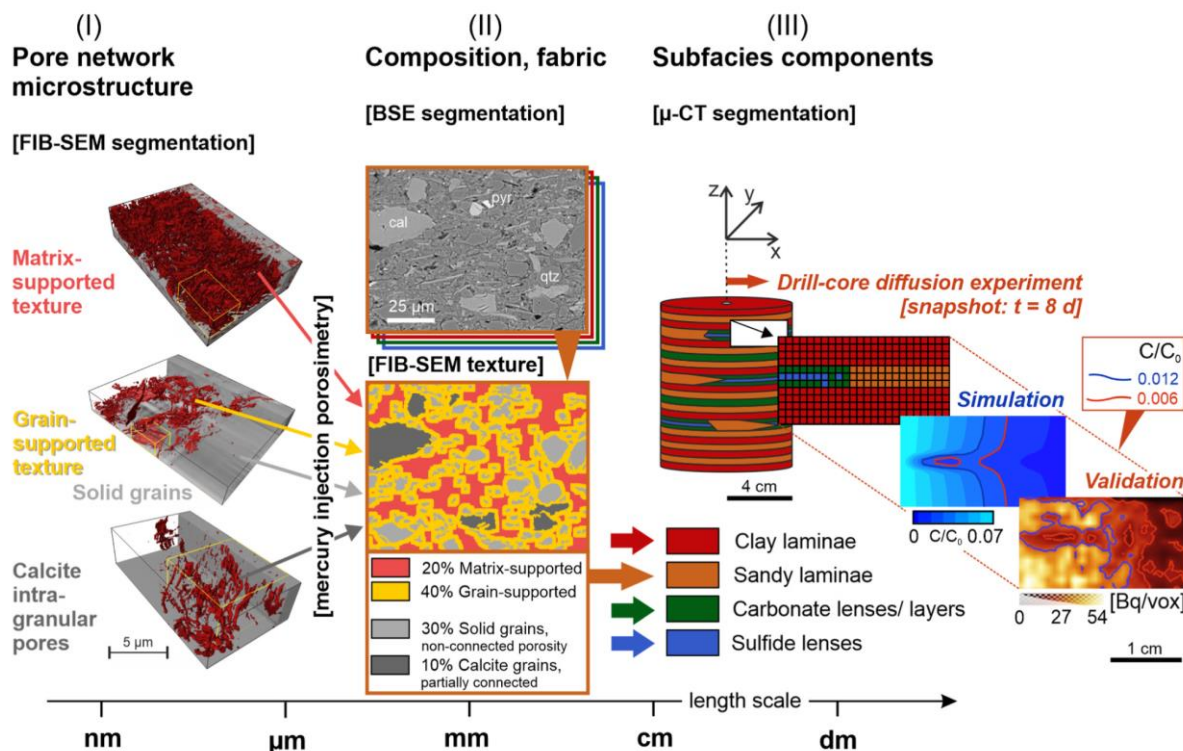 (I)
Pore network
microstructure
[FIB-SEM segmentation]
Matrix-
supported
texture
Grain-
supported
texture
Solid grains
Calcite
intra-
granular
pores
5 µm
[mercury injection porosimetry]
(II)
Composition, fabric
[BSE segmentation]
cal
pyr
qtz
25 µm
[FIB-SEM texture]
20% Matrix-supported
40% Grain-supported
30% Solid grains,
non-connected porosity
10% Calcite grains,
partially connected
(III)
Subfacies components
[µ-CT segmentation]
z
y
x
Drill-core diffusion experiment
[snapshot: t = 8 d]
4 cm
C/C0
0.012
0.006
Simulation
0 C/C0 0.07
Validation
[Bq/vox]
0 27 54
1 cm
Clay laminae
Sandy laminae
Carbonate lenses/ layers
Sulfide lenses
length scale
nm µm mm cm dm